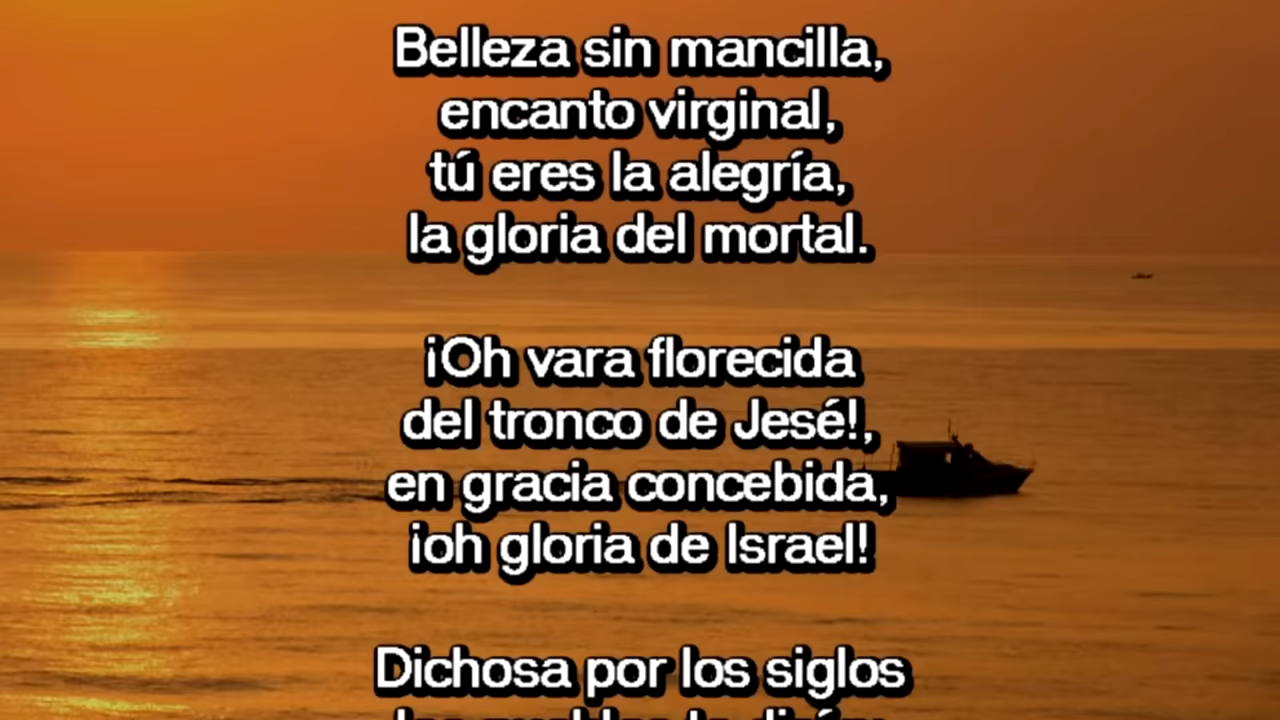 Belleza sin mancilla,
encanto virginal,
tú eres la alegría,
la gloria del mortal.
¡Oh vara florecida
del tronco de Jesé!,
en gracia concebida,
¡oh gloria de Israel!
Dichosa por los siglos